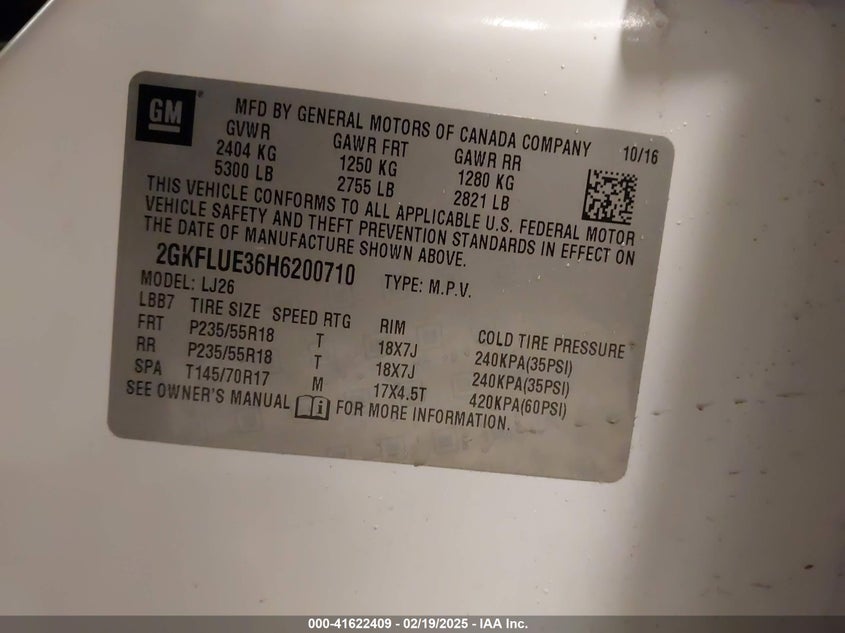 GM® MFD BY GENERAL MOTORS OF CANADA COMPANY
GVWR GAWR FRT GAWR RR 10/16
2404 KG 1250 KG 1280 KG
5300 LB 2755 LB 2821 LB
THIS VEHICLE CONFORMS TO ALL APPLICABLE U.S. FEDERAL MOTOR
VEHICLE SAFETY AND THEFT PREVENTION STANDARDS IN EFFECT ON
THE DATE OF MANUFACTURE SHOWN ABOVE.
2GKFLUE36H6200710 TYPE: M.P.V.
MODEL: LJ26
LBB7 TIRE SIZE SPEED RTG RIM COLD TIRE PRESSURE
FRT P235/55R18 T 18X7J 240KPA(35PSI)
RR P235/55R18 T 18X7J 240KPA(35PSI)
SPA T145/70R17 M 17X4.5T 420KPA(60PSI)
SEE OWNER'S MANUAL FOR MORE INFORMATION.
000-41622409 - 02/19/2025 - IAA Inc.